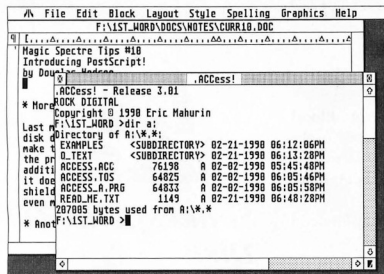 File Edit Block Layout Style Spelling Graphics Help
F:\1ST_WORD\DOCS\NOTES\CURR10.DOC
Magic Spectre Tips #10
Introducing PostScript!
by Douglas Hodson
.ACCess!
.ACCess! - Release 3.01
ROCK DIGITAL
Copyright © 1990 Eric Mahurin
F:\1ST_WORD >dir a:
Directory of A:\*.*:
EXAMPLES <SUBDIRECTORY> 02-21-1990 06:12:06PM
O_TEXT <SUBDIRECTORY> 02-21-1990 06:13:28PM
ACCESS.ACC 76198 A 02-21-1990 05:45:48PM
ACCESS.TOS 64825 A 02-02-1990 06:05:46PM
ACCESS_A.PRG 64833 A 02-02-1990 06:05:58PM
READ_ME.TXT 1149 A 02-21-1990 06:48:28PM
207005 bytes used from A:\*.*
F:\1ST_WORD >
* More
Last m
disk d
make t
the pr
additi
it doe
shield
even m
* Anot